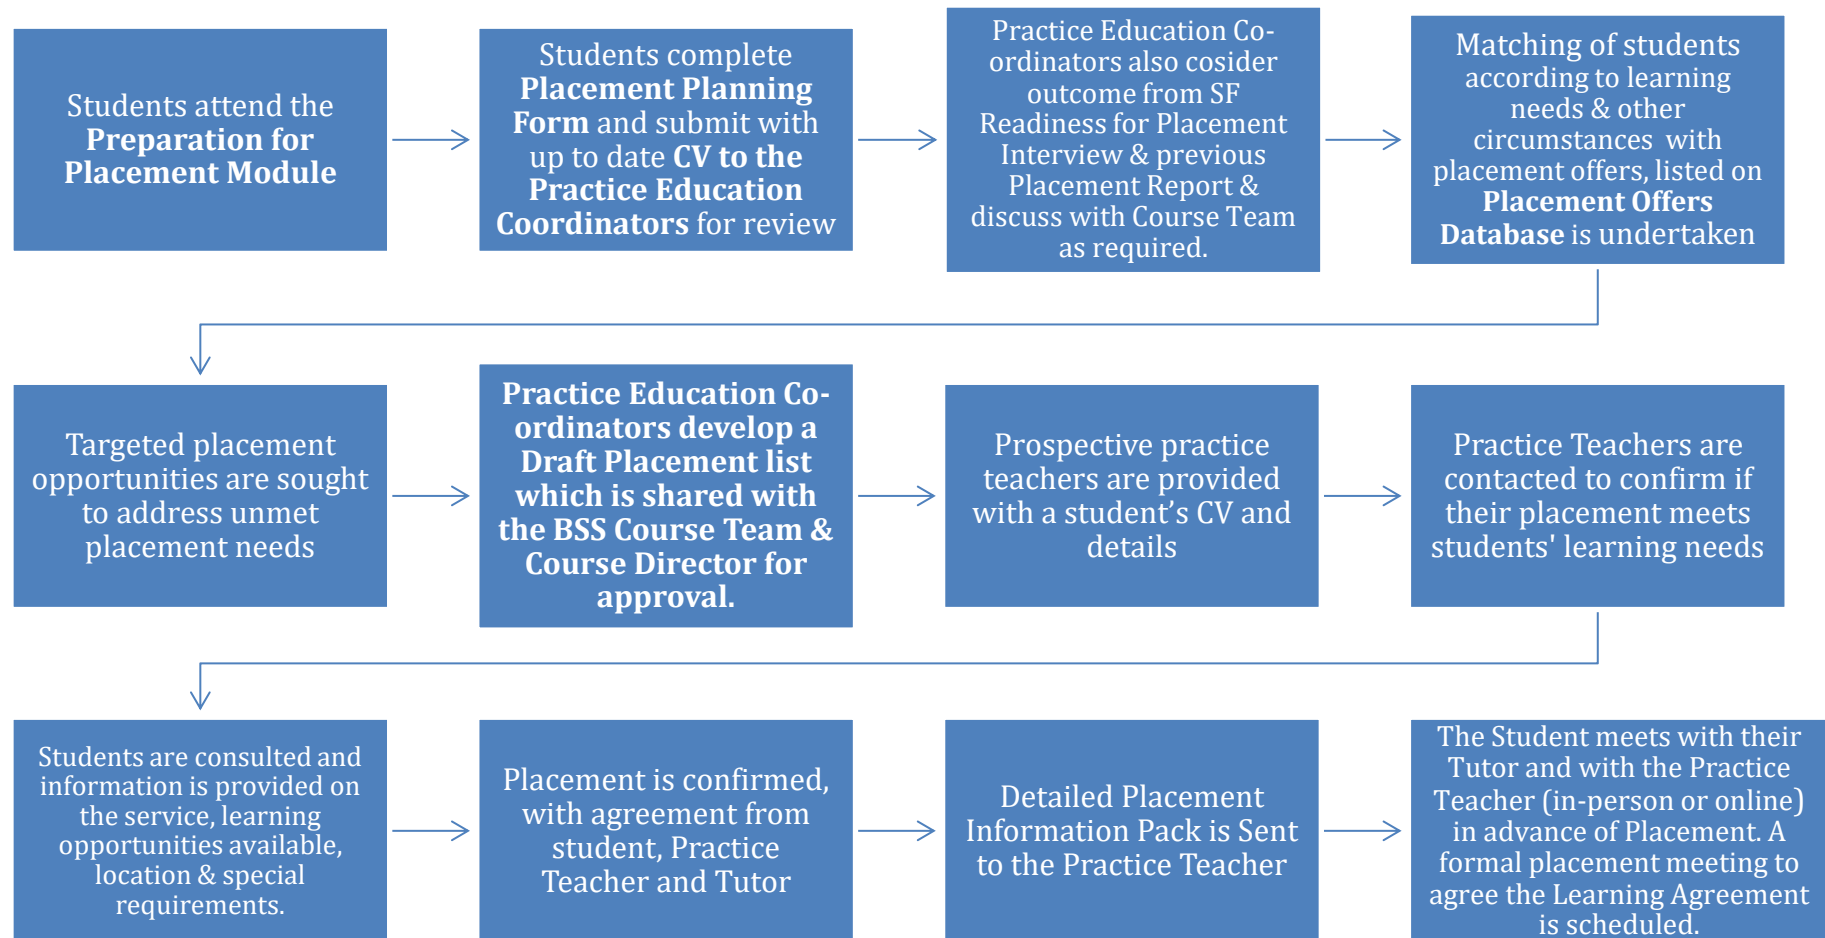 Students attend the
Preparation for
Placement Module
Students complete
Placement Planning
Form and submit with
up to date CV to the
Practice Education
Coordinators for review
Practice Education Co-
ordinators also cosider
outcome from SF
Readiness for Placement
Interview & previous
Placement Report &
discuss with Course Team
as required.
Matching of students
according to learning
needs & other
circumstances with
placement offers, listed on
Placement Offers
Database is undertaken
Targeted placement
opportunities are sought
to address unmet
placement needs
Practice Education Co-
ordinators develop a
Draft Placement list
which is shared with
the BSS Course Team &
Course Director for
approval.
Prospective practice
teachers are provided
with a student’s CV and
details
Practice Teachers are
contacted to confirm if
their placement meets
students' learning needs
Students are consulted and
information is provided on
the service, learning
opportunities available,
location & special
requirements.
Placement is confirmed,
with agreement from
student, Practice
Teacher and Tutor
Detailed Placement
Information Pack is Sent
to the Practice Teacher
The Student meets with their
Tutor and with the Practice
Teacher (in-person or online)
in advance of Placement. A
formal placement meeting to
agree the Learning Agreement
is scheduled.